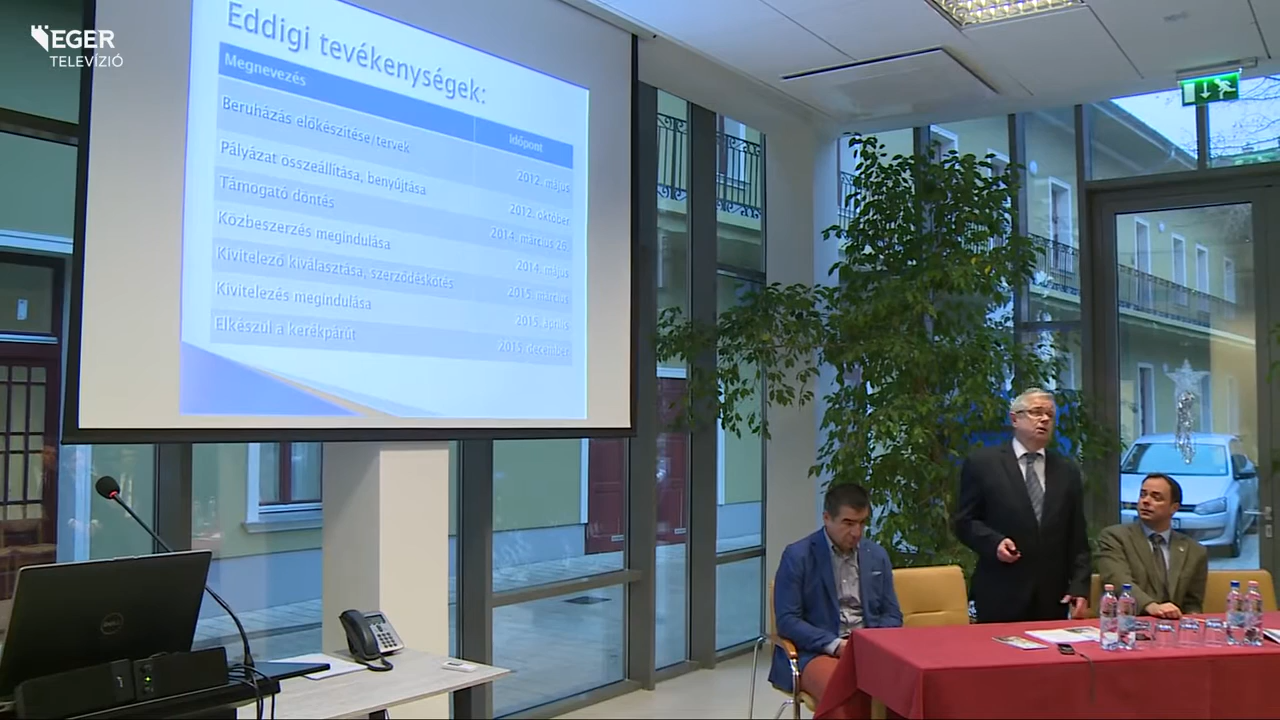 EGER
TELEVÍZIÓ
Eddigi tevékenységek:
Megnevezés Időpont
Beruházás előkészítése/tervek 2012. május
Pályázat összeállítása, benyújtása 2012. október
Támogató döntés 2014. március 26.
Közbeszerzés megindulása 2014. május
Kivitelező kiválasztása, szerződéskötés 2015. március
Kivitelezés megindulása 2015. április
Elkészül a kerékpárút 2015. december
DELL